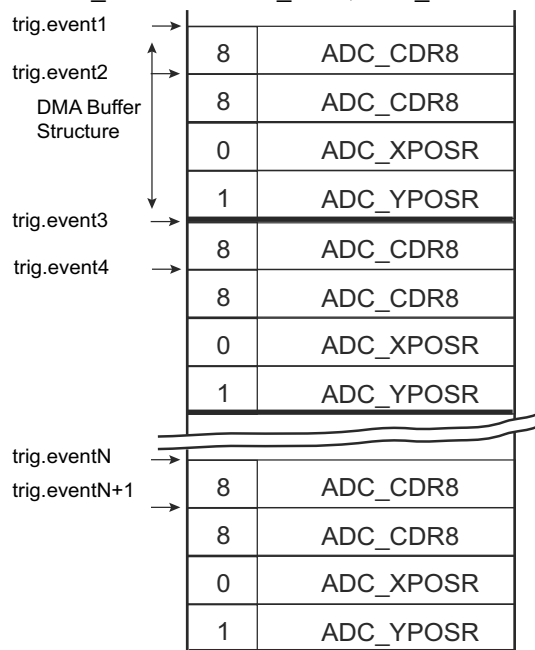 trig.event1
8 ADC_CDR8
trig.event2
8 ADC_CDR8
DMA Buffer
Structure
0 ADC_XPOSR
1 ADC_YPOSR
trig.event3
8 ADC_CDR8
trig.event4
8 ADC_CDR8
0 ADC_XPOSR
1 ADC_YPOSR
trig.eventN
8 ADC_CDR8
trig.eventN+1
8 ADC_CDR8
0 ADC_XPOSR
1 ADC_YPOSR